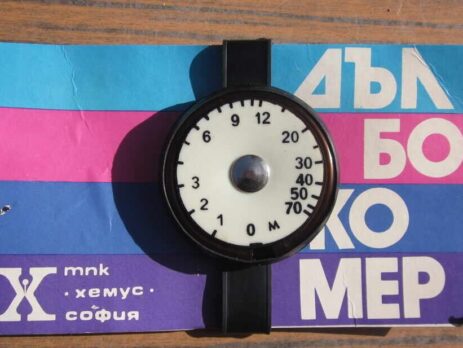 ДЪЛ
БО
КО
МЕР
9 12
6 20
30
3 40
50
2 70
1 0 м
Х тпк
· хемус ·
софия